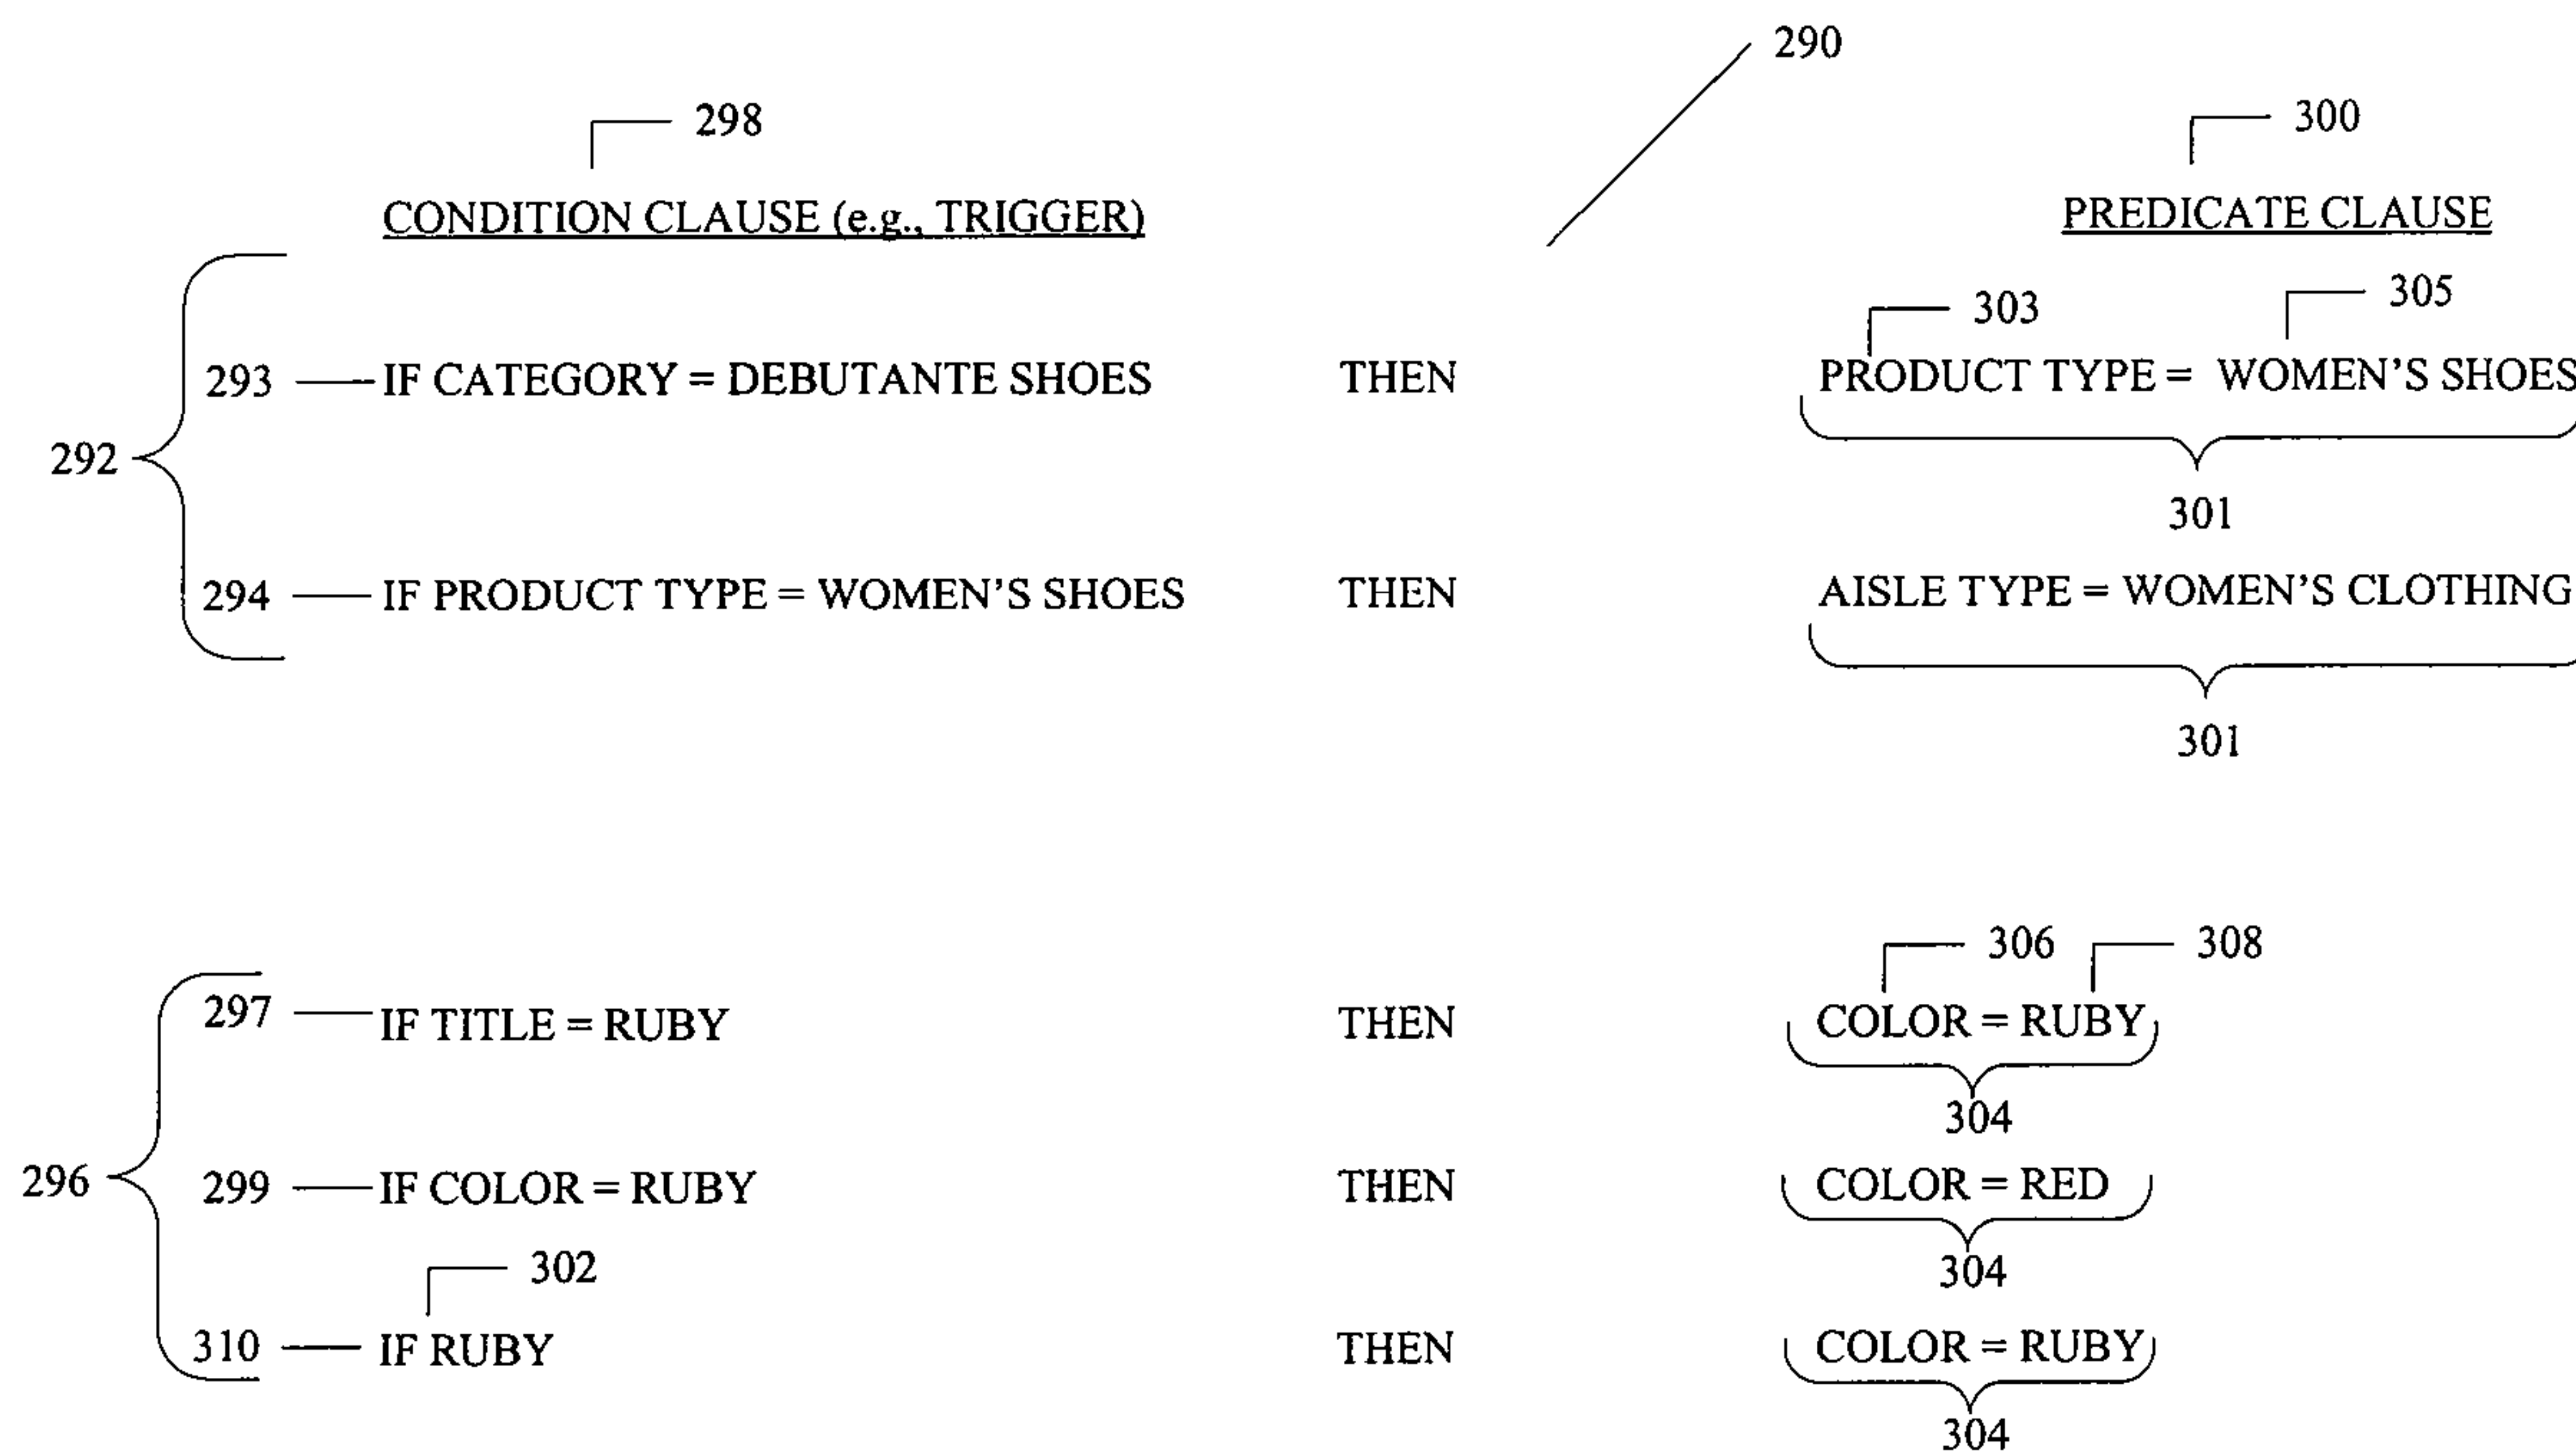 290
298
300
CONDITION CLAUSE (e.g., TRIGGER)
PREDICATE CLAUSE
303
305
293 IF CATEGORY = DEBUTANTE SHOES THEN PRODUCT TYPE = WOMEN'S SHOES
292
301
294 IF PRODUCT TYPE = WOMEN'S SHOES THEN AISLE TYPE = WOMEN'S CLOTHING
301
306
308
297 IF TITLE = RUBY THEN COLOR = RUBY
304
296
299 IF COLOR = RUBY THEN COLOR = RED
302
304
310 IF RUBY THEN COLOR = RUBY
304